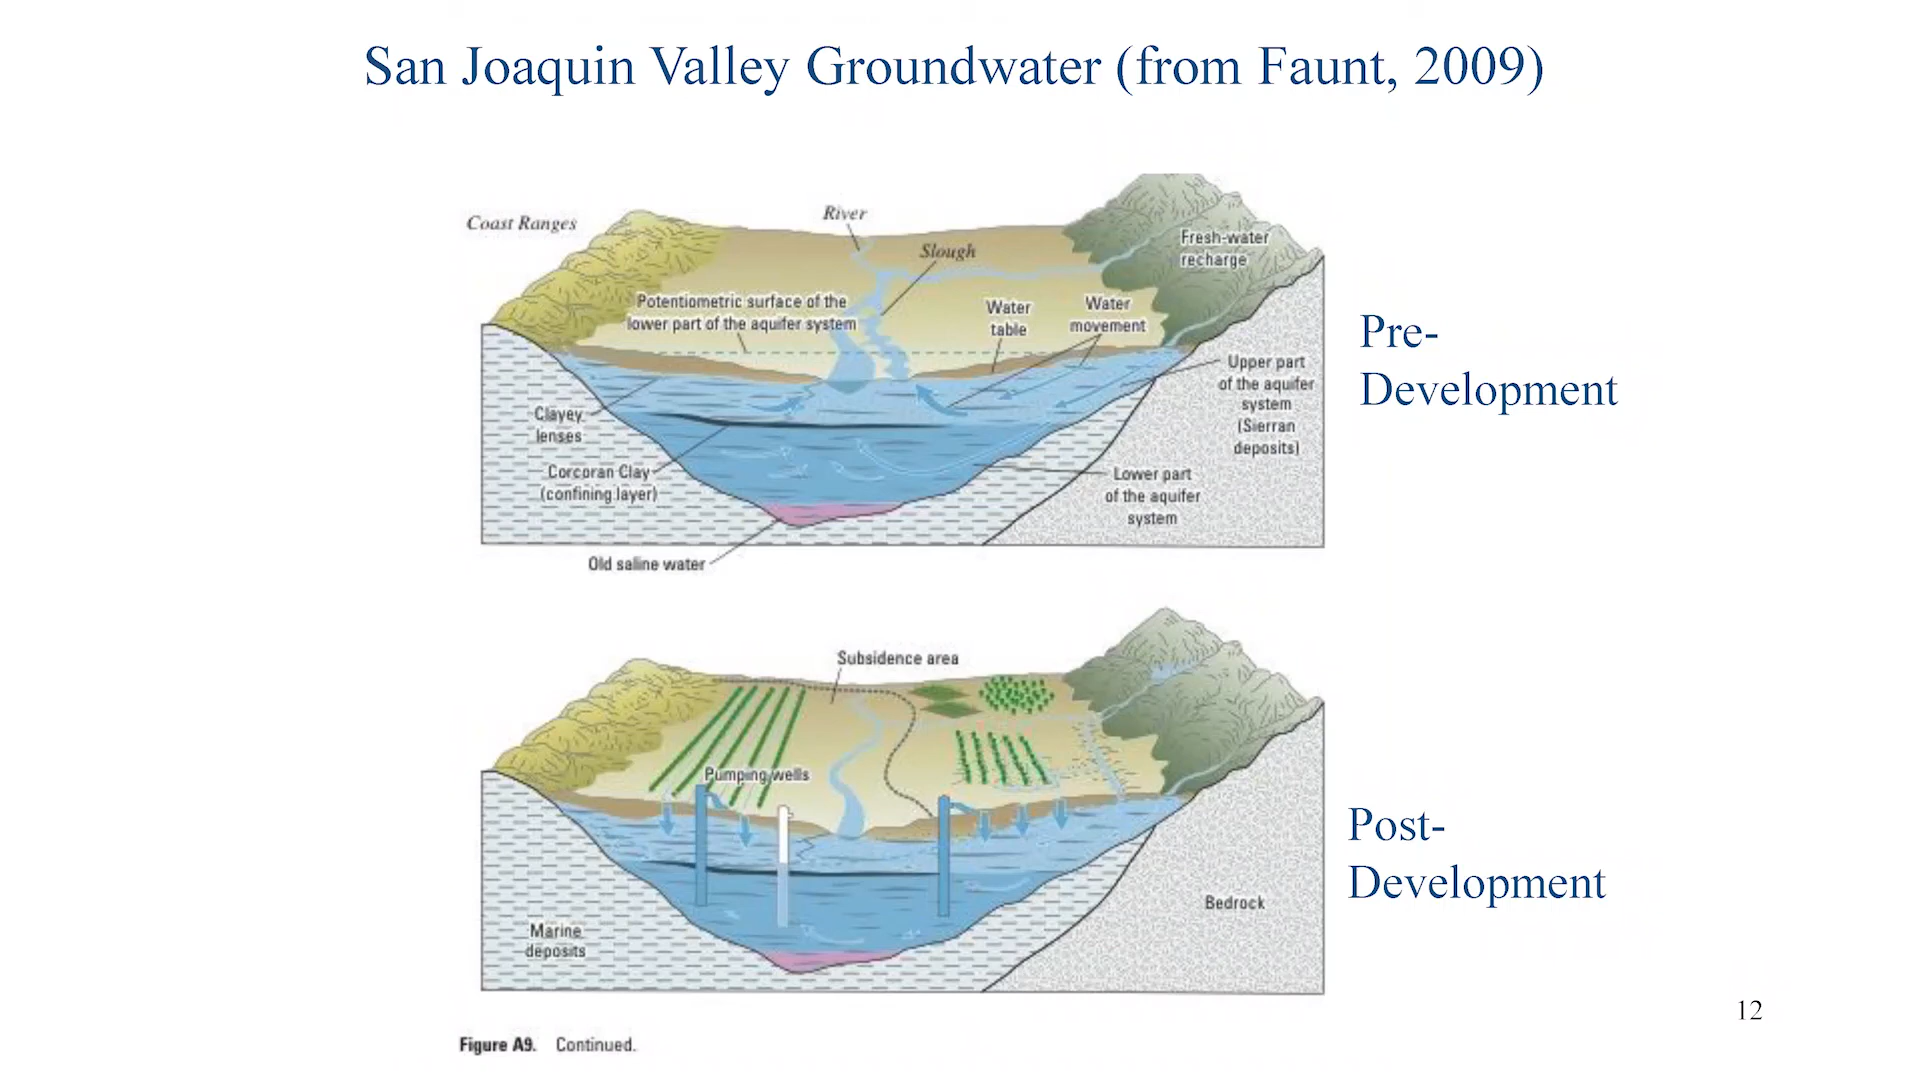 San Joaquin Valley Groundwater (from Faunt, 2009)
Coast Ranges
River
Slough
Fresh-water
recharge
Potentiometric surface of the
lower part of the aquifer system
Water
table
Water
movement
Upper part
of the aquifer
system
(Sierran
deposits)
Clayey
lenses
Corcoran Clay
(confining layer)
Lower part
of the aquifer
system
Old saline water
Pre-
Development
Subsidence area
Pumping wells
Marine
deposits
Bedrock
Post-
Development
Figure A9. Continued.
12